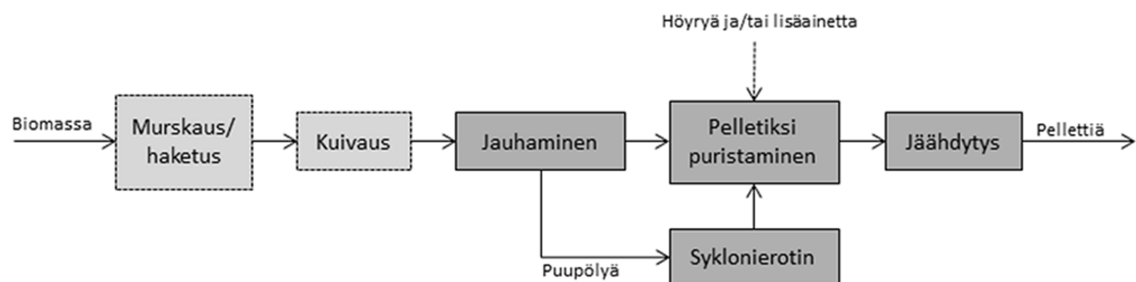 Höyryä ja/tai lisäainetta
Biomassa
Murskaus/
haketus
Kuivaus
Jauhaminen
Pelletiksi
puristaminen
Jäähdytys
Pellettiä
Puupölyä
Syklonierotin